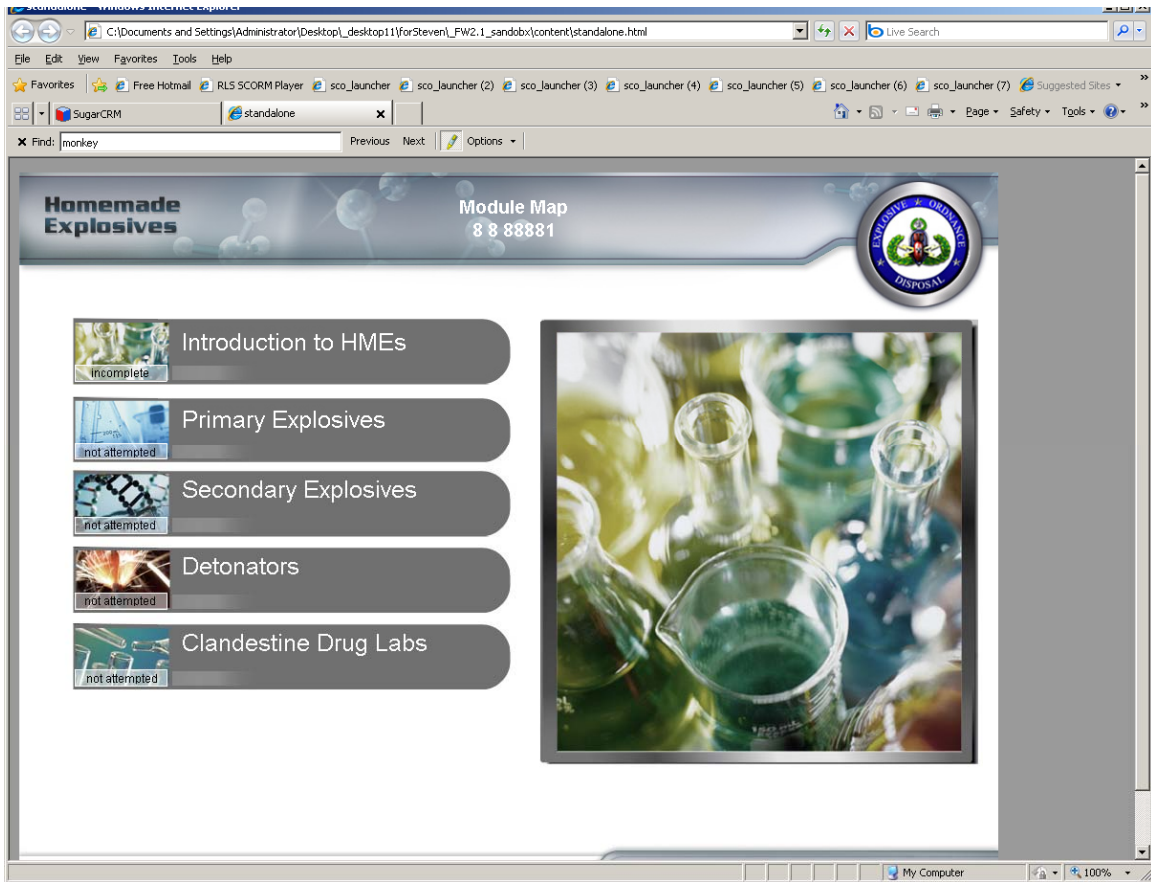 standalone - Windows Internet Explorer
C:\Documents and Settings\Administrator\Desktop\_desktop11\forSteven\_FW2.1_sandobx\content\standalone.html
Live Search
File Edit View Favorites Tools Help
Favorites Free Hotmail RLS SCORM Player sco_launcher sco_launcher (2) sco_launcher (3) sco_launcher (4) sco_launcher (5) sco_launcher (6) sco_launcher (7) Suggested Sites
SugarCRM standalone Page Safety Tools
Find: monkey Previous Next Options
Homemade
Explosives
Module Map
8 8 88881
EXPLOSIVE ORDNANCE
DISPOSAL
Introduction to HMEs
incomplete
Primary Explosives
not attempted
Secondary Explosives
not attempted
Detonators
not attempted
Clandestine Drug Labs
not attempted
My Computer 100%